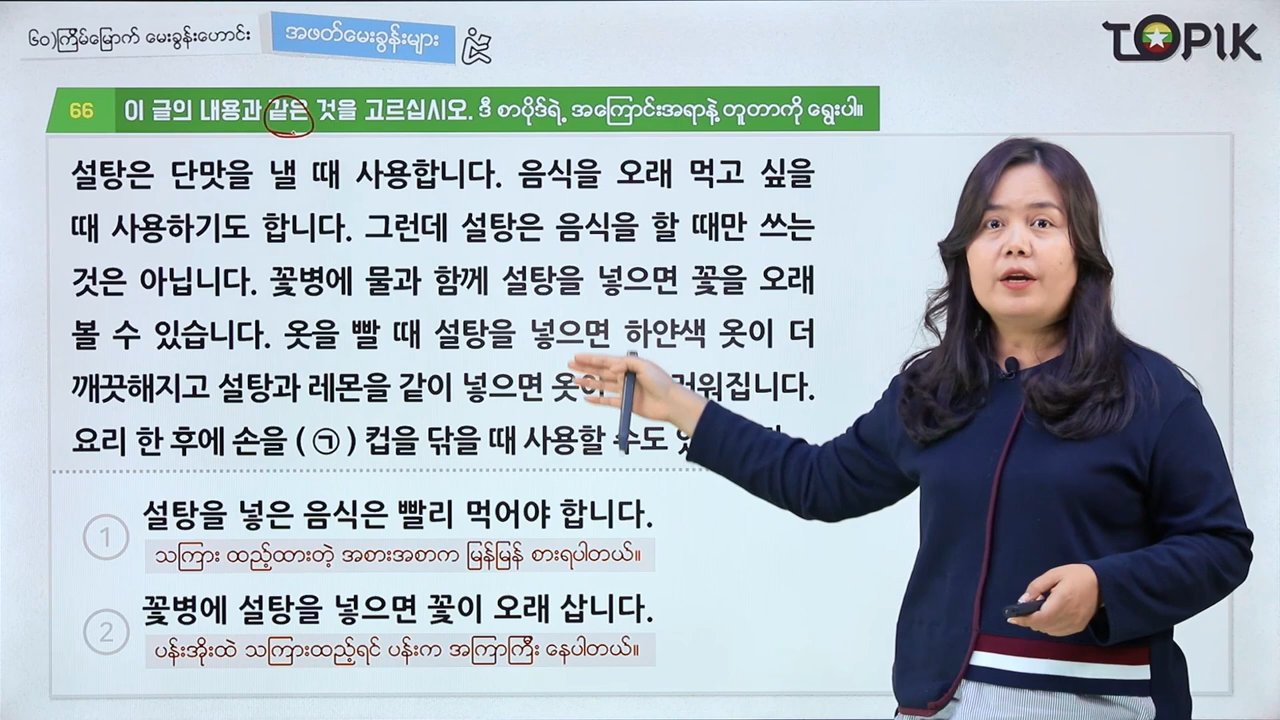 ၆၀)ကြိမ်မြောက် မေးခွန်းဟောင်း
အဖတ်မေးခွန်းများ
TOPIK
66 이 글의 내용과 같은 것을 고르십시오. ဒီ စာပိုဒ်ရဲ့ အကြောင်းအရာနဲ့ တူတာကို ရွေးပါ။
설탕은 단맛을 낼 때 사용합니다. 음식을 오래 먹고 싶을
때 사용하기도 합니다. 그런데 설탕은 음식을 할 때만 쓰는
것은 아닙니다. 꽃병에 물과 함께 설탕을 넣으면 꽃을 오래
볼 수 있습니다. 옷을 빨 때 설탕을 넣으면 하얀색 옷이 더
깨끗해지고 설탕과 레몬을 같이 넣으면
요리 한 후에 손을 ( ㉠ ) 컵을 닦을 때 사용할 수도
1 설탕을 넣은 음식은 빨리 먹어야 합니다.
သကြား ထည့်ထားတဲ့ အစားအစာက မြန်မြန် စားရပါတယ်။
2 꽃병에 설탕을 넣으면 꽃이 오래 삽니다.
ပန်းအိုးထဲ သကြားထည့်ရင် ပန်းက အကြာကြီး နေပါတယ်။